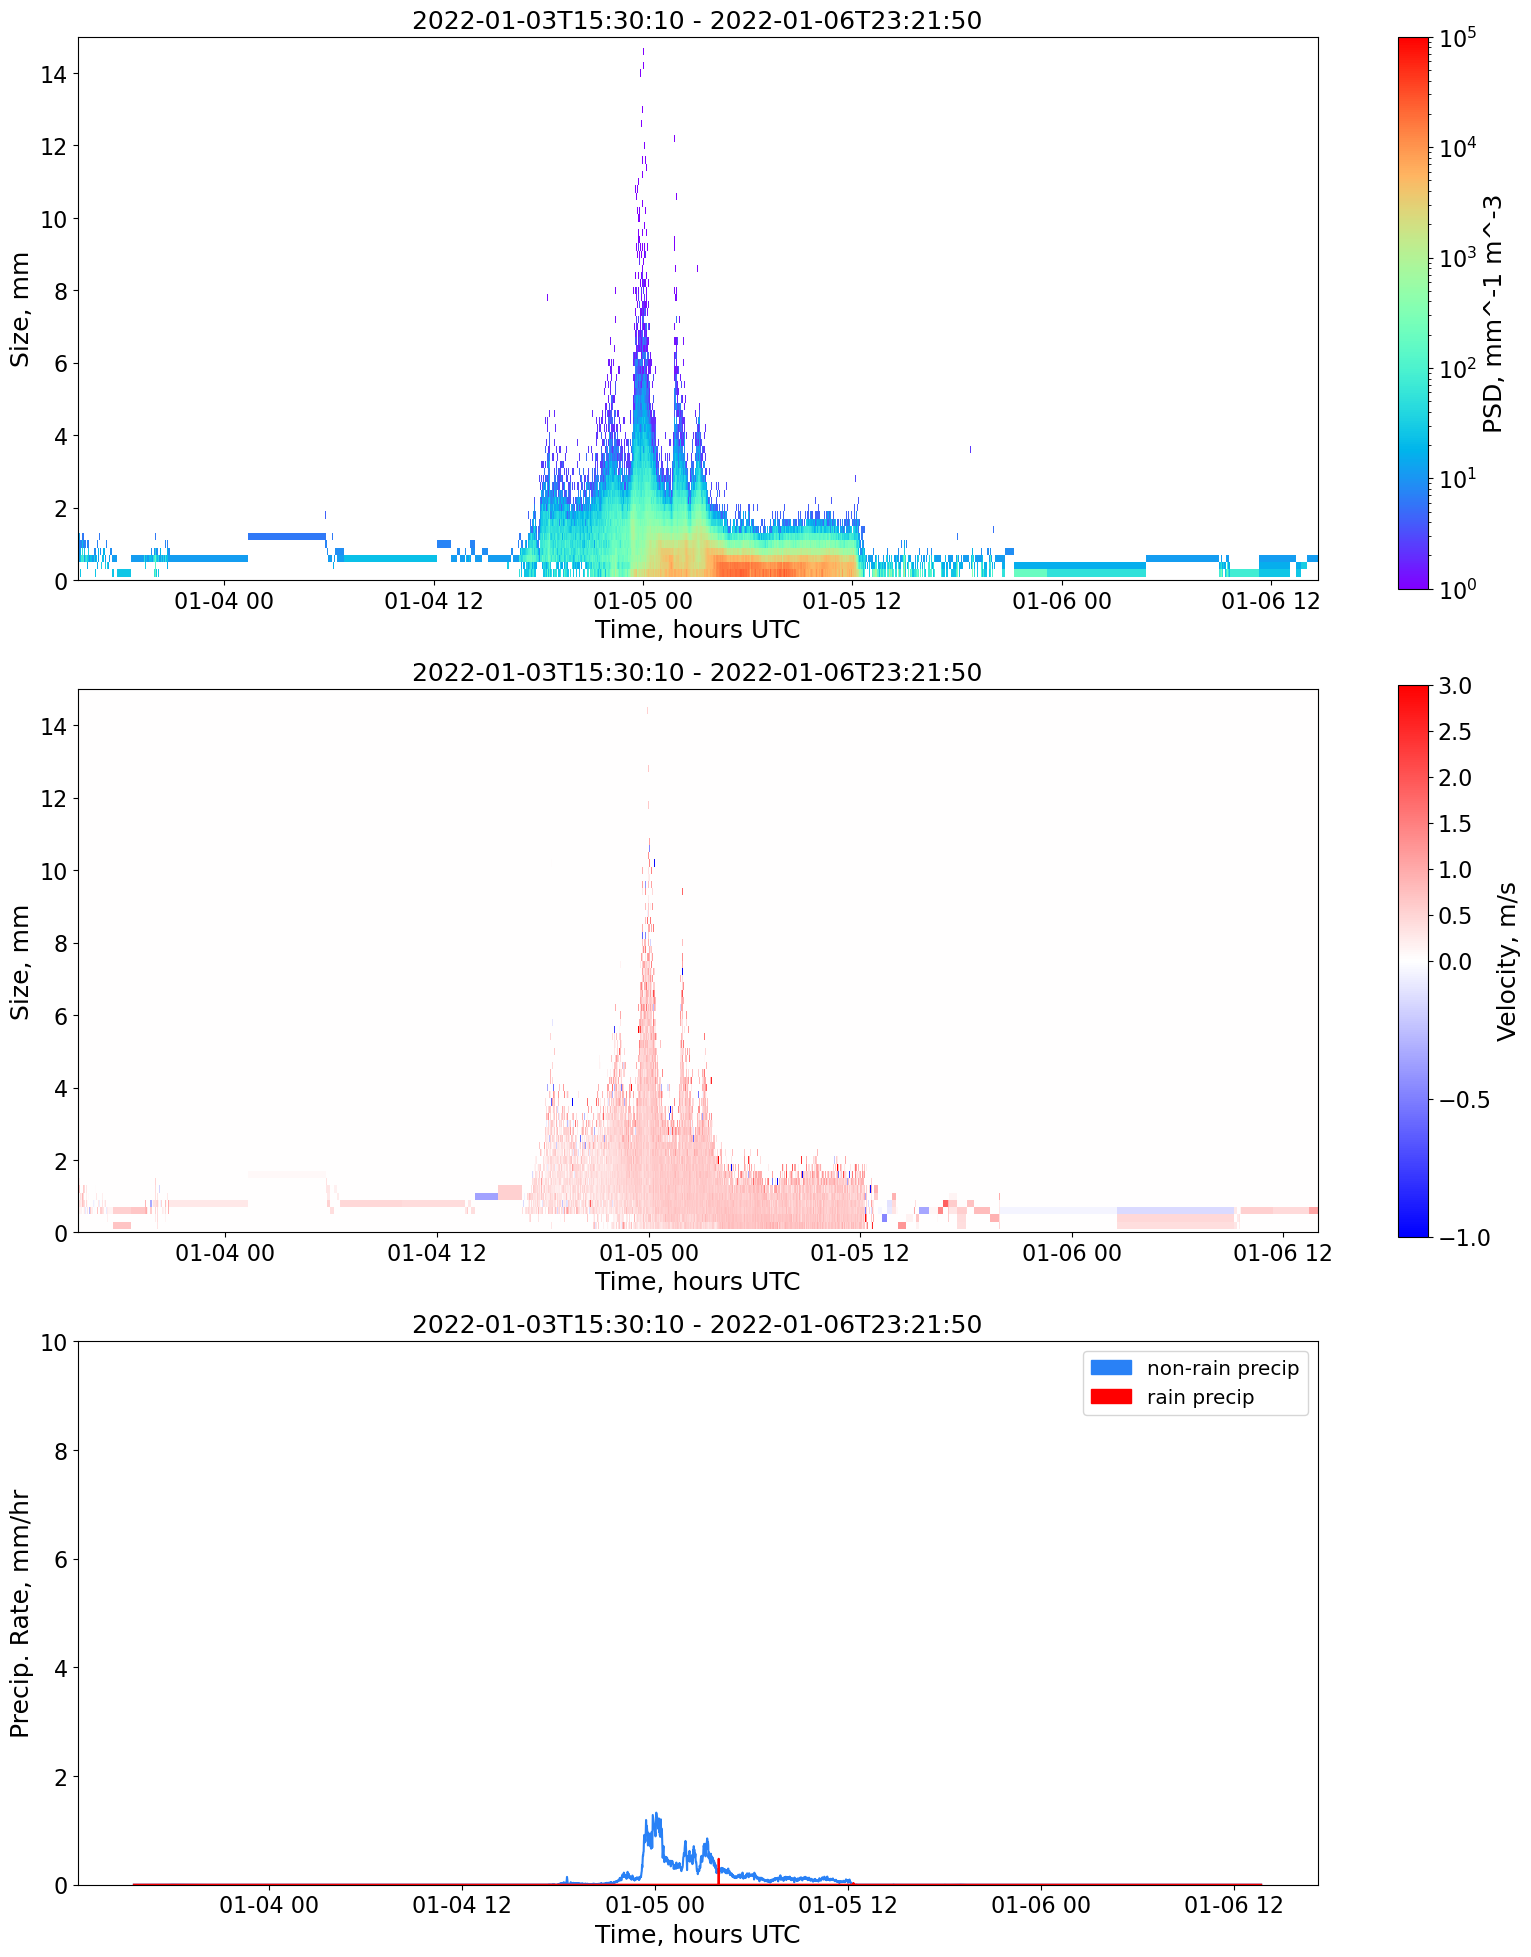 2022-01-03T15:30:10 - 2022-01-06T23:21:50
Size, mm
14
12
10
8
6
4
2
0
01-04 00 01-04 12 01-05 00 01-05 12 01-06 00 01-06 12
Time, hours UTC
10^5
10^4
10^3
10^2
10^1
10^0
PSD, mm^-1 m^-3
2022-01-03T15:30:10 - 2022-01-06T23:21:50
Size, mm
14
12
10
8
6
4
2
0
01-04 00 01-04 12 01-05 00 01-05 12 01-06 00 01-06 12
Time, hours UTC
3.0
2.5
2.0
1.5
1.0
0.5
0.0
−0.5
−1.0
Velocity, m/s
2022-01-03T15:30:10 - 2022-01-06T23:21:50
Precip. Rate, mm/hr
10
8
6
4
2
0
non-rain precip
rain precip
01-04 00 01-04 12 01-05 00 01-05 12 01-06 00 01-06 12
Time, hours UTC